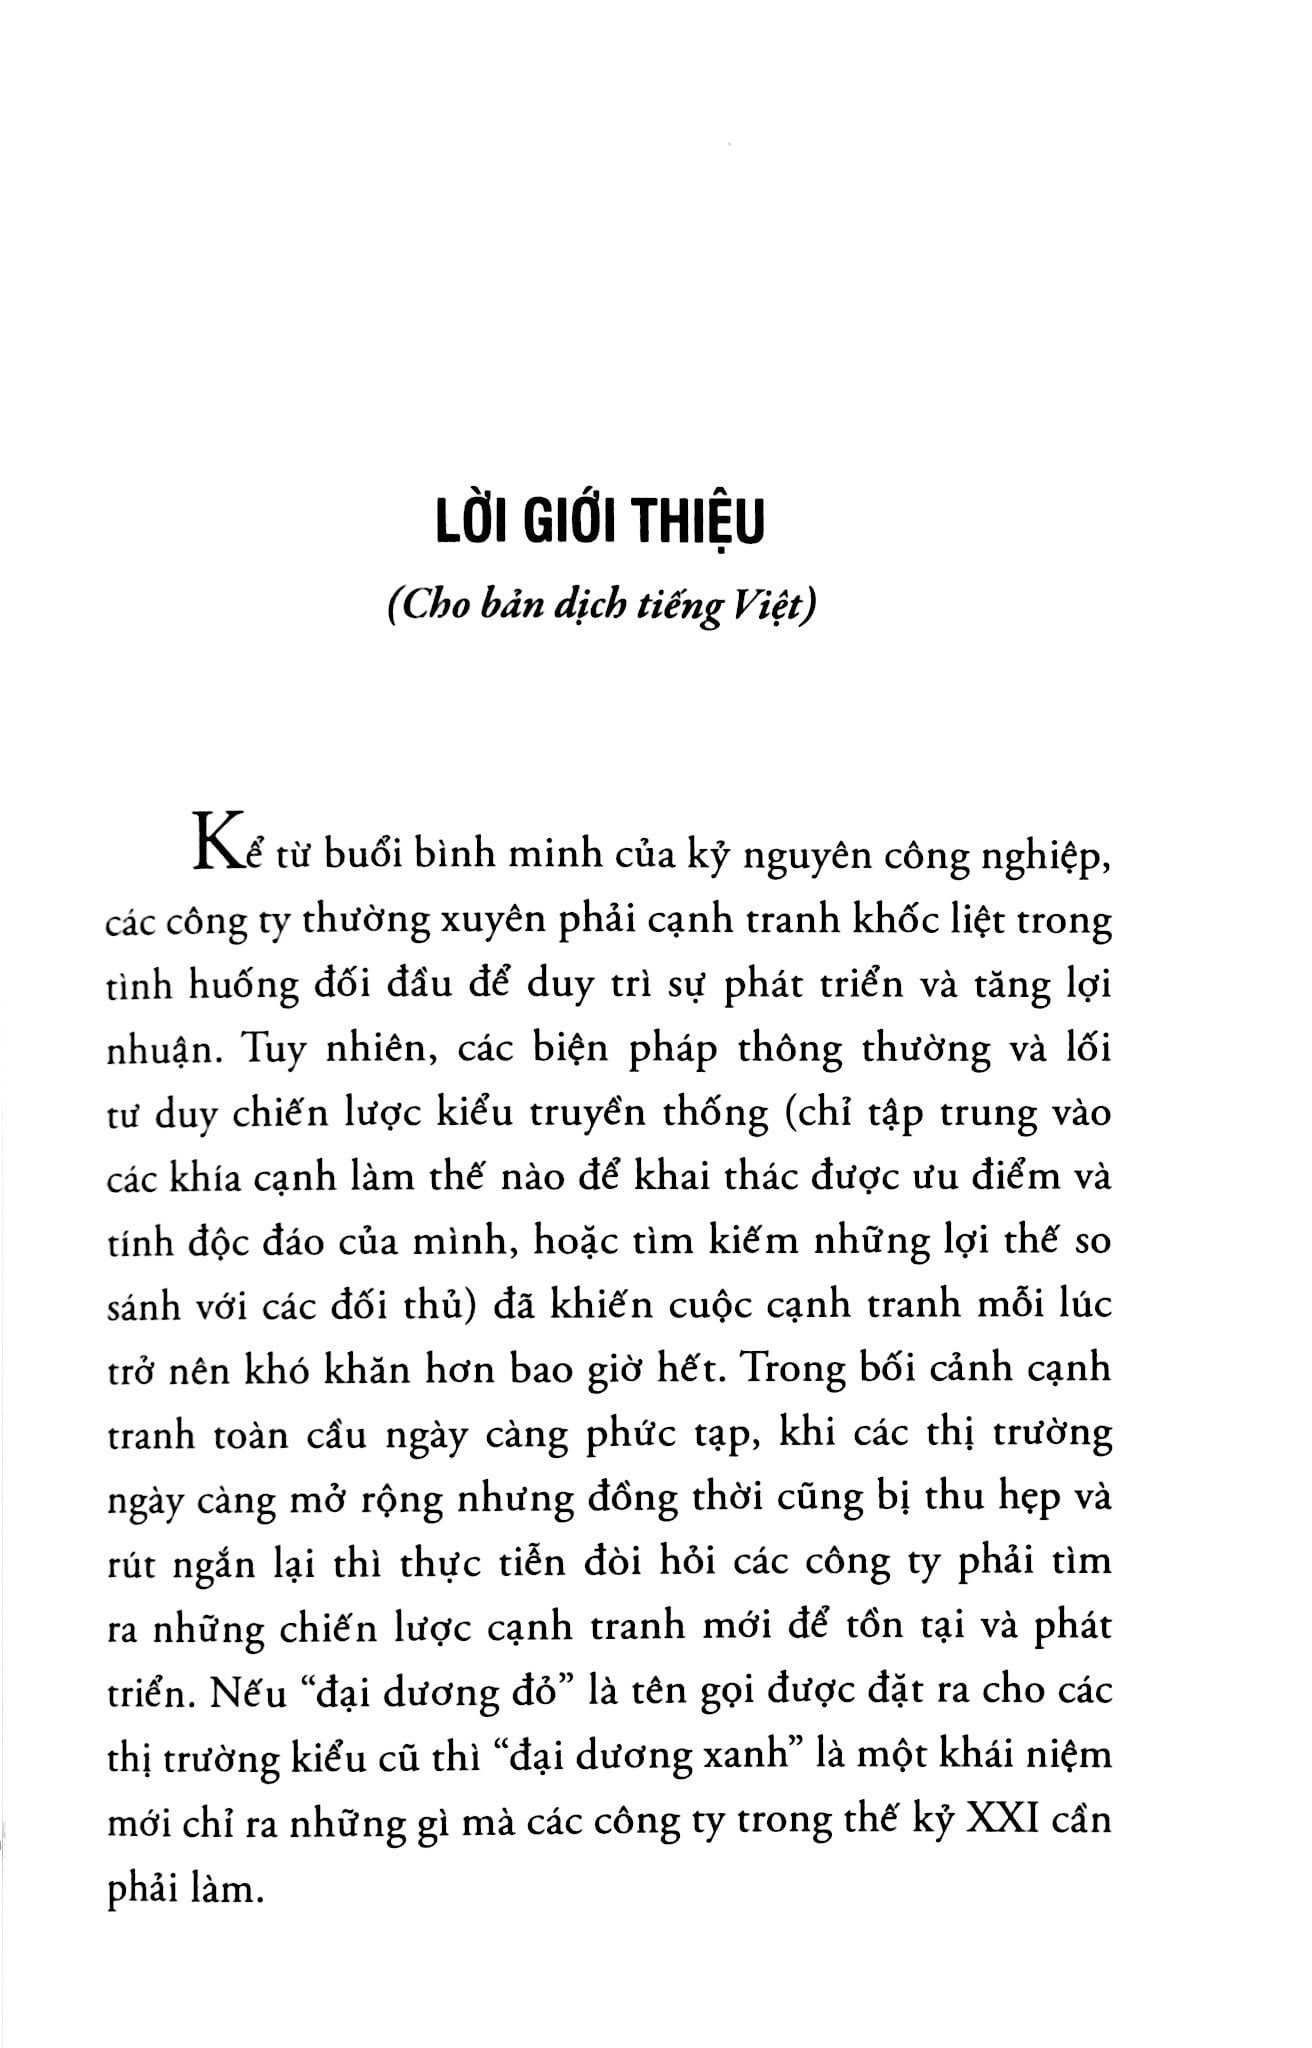 LỜI GIỚI THIỆU
(Cho bản dịch tiếng Việt)
Kể từ buổi bình minh của kỷ nguyên công nghiệp,
các công ty thường xuyên phải cạnh tranh khốc liệt trong
tình huống đối đầu để duy trì sự phát triển và tăng lợi
nhuận. Tuy nhiên, các biện pháp thông thường và lối
tư duy chiến lược kiểu truyền thống (chỉ tập trung vào
các khía cạnh làm thế nào để khai thác được ưu điểm và
tính độc đáo của mình, hoặc tìm kiếm những lợi thế so
sánh với các đối thủ) đã khiến cuộc cạnh tranh mỗi lúc
trở nên khó khăn hơn bao giờ hết. Trong bối cảnh cạnh
tranh toàn cầu ngày càng phức tạp, khi các thị trường
ngày càng mở rộng nhưng đồng thời cũng bị thu hẹp và
rút ngắn lại thì thực tiễn đòi hỏi các công ty phải tìm
ra những chiến lược cạnh tranh mới để tồn tại và phát
triển. Nếu “đại dương đỏ” là tên gọi được đặt ra cho các
thị trường kiểu cũ thì “đại dương xanh” là một khái niệm
mới chỉ ra những gì mà các công ty trong thế kỷ XXI cần
phải làm.